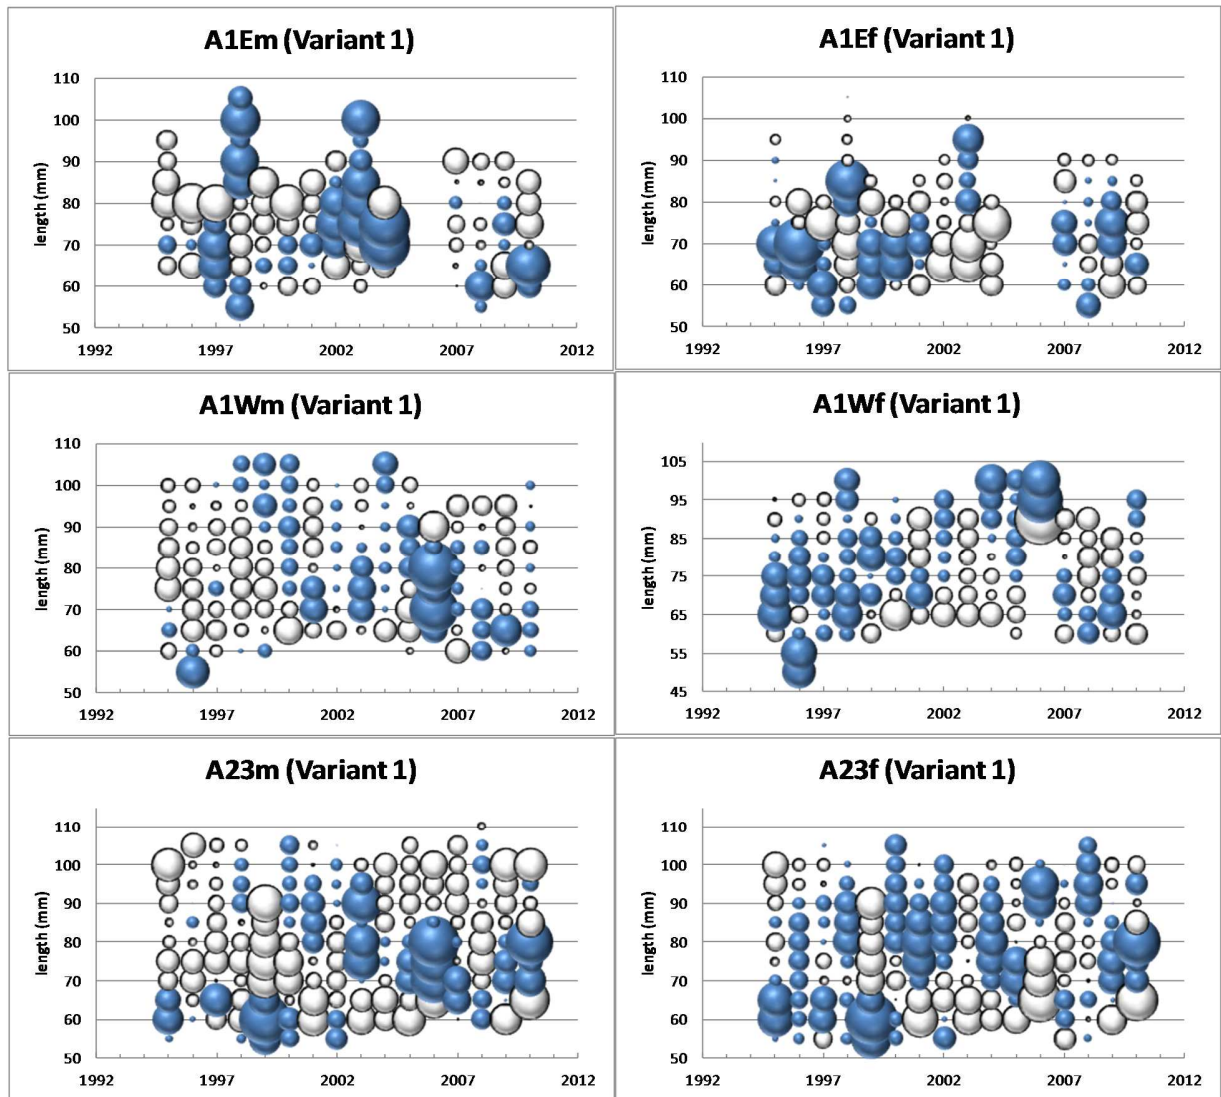 A1Em (Variant 1)
length (mm)
110
100
90
80
70
60
50
1992 1997 2002 2007 2012
A1Ef (Variant 1)
length (mm)
110
100
90
80
70
60
50
1992 1997 2002 2007 2012
A1Wm (Variant 1)
length (mm)
110
100
90
80
70
60
50
1992 1997 2002 2007 2012
A1Wf (Variant 1)
length (mm)
105
95
85
75
65
55
45
1992 1997 2002 2007 2012
A23m (Variant 1)
length (mm)
110
100
90
80
70
60
50
1992 1997 2002 2007 2012
A23f (Variant 1)
length (mm)
110
100
90
80
70
60
50
1992 1997 2002 2007 2012